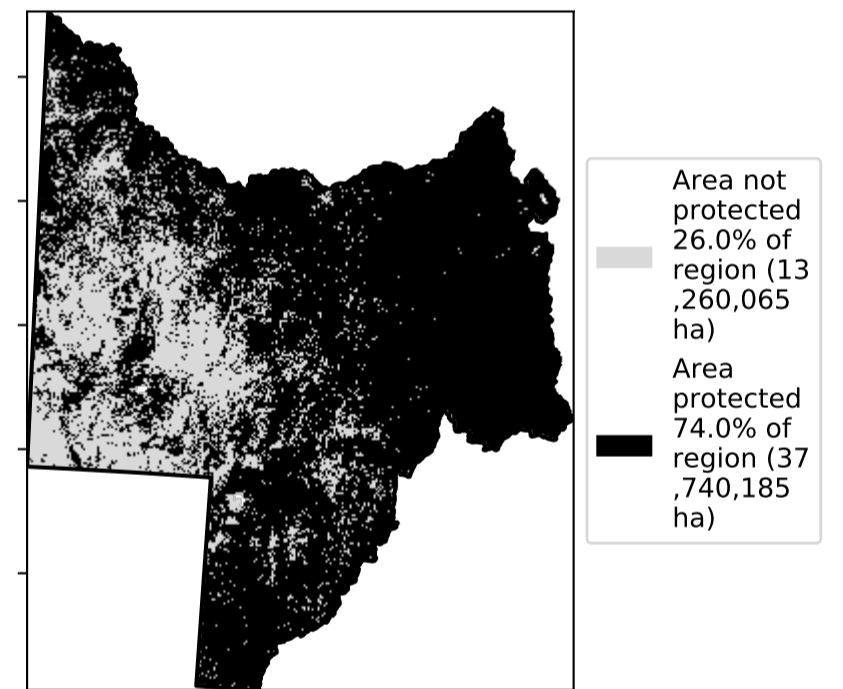 Area not
protected
26.0% of
region (13
,260,065
ha)
Area
protected
74.0% of
region (37
,740,185
ha)